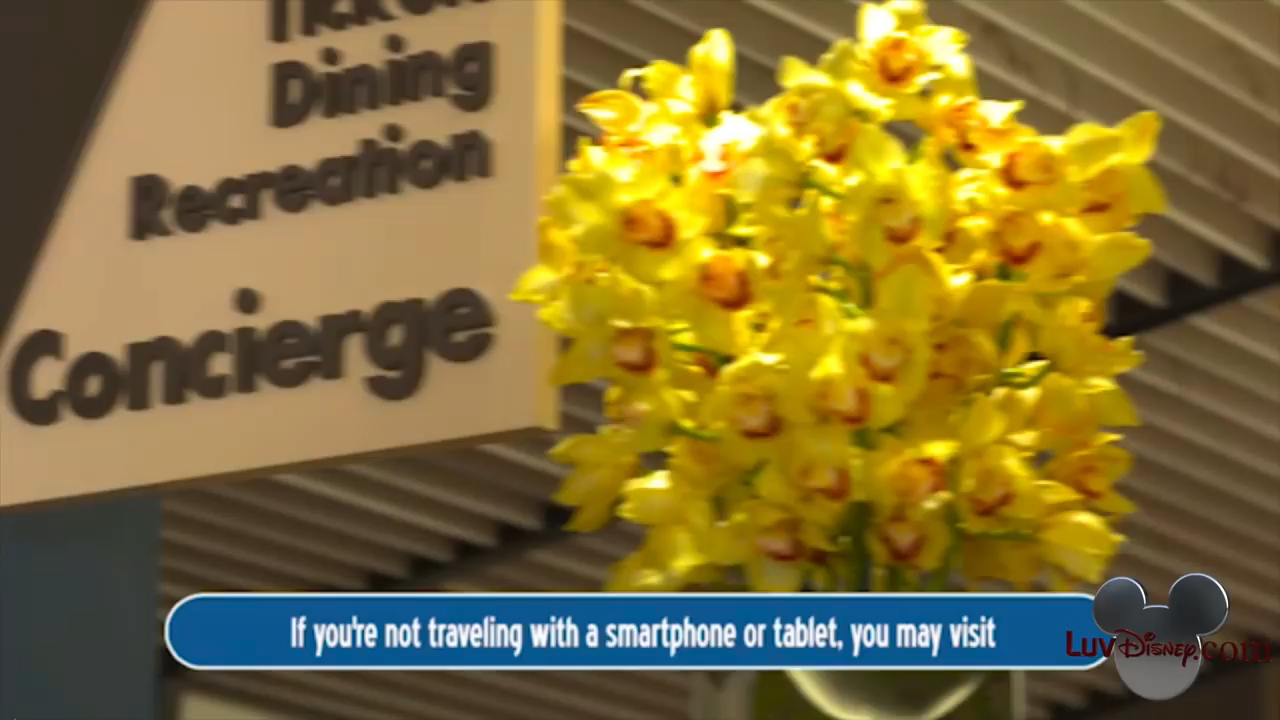 Dining
Recreation
Concierge
If you're not traveling with a smartphone or tablet, you may visit
LuvDisney.com